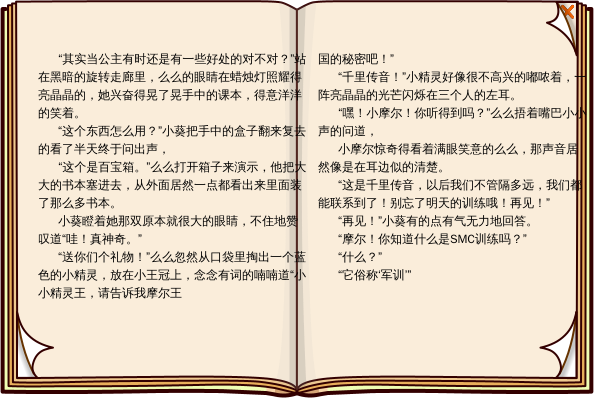 “其实当公主有时还是有一些好处的对不对？”站
在黑暗的旋转走廊里，么么的眼睛在蜡烛灯照耀得
亮晶晶的，她兴奋得晃了晃手中的课本，得意洋洋
的笑着。
“这个东西怎么用？”小葵把手中的盒子翻来复去
的看了半天终于问出声，
“这个是百宝箱。”么么打开箱子来演示，他把大
大的书本塞进去，从外面居然一点都看出来里面装
了那么多书本。
小葵瞪着她那双原本就很大的眼睛，不住地赞
叹道“哇！真神奇。”
“送你们个礼物！”么么忽然从口袋里掏出一个蓝
色的小精灵，放在小王冠上，念念有词的喃喃道“小
小精灵王，请告诉我摩尔王
国的秘密吧！”
“千里传音！”小精灵好像很不高兴的嘟哝着，一
阵亮晶晶的光芒闪烁在三个人的左耳。
“嘿！小摩尔！你听得到吗？”么么捂着嘴巴小小
声的问道，
小摩尔惊奇得看着满眼笑意的么么，那声音居
然像是在耳边似的清楚。
“这是千里传音，以后我们不管隔多远，我们都
能联系到了！别忘了明天的训练哦！再见！”
“再见！”小葵有的点有气无力地回答。
“摩尔！你知道什么是SMC训练吗？”
“什么？”
“它俗称‘军训’”